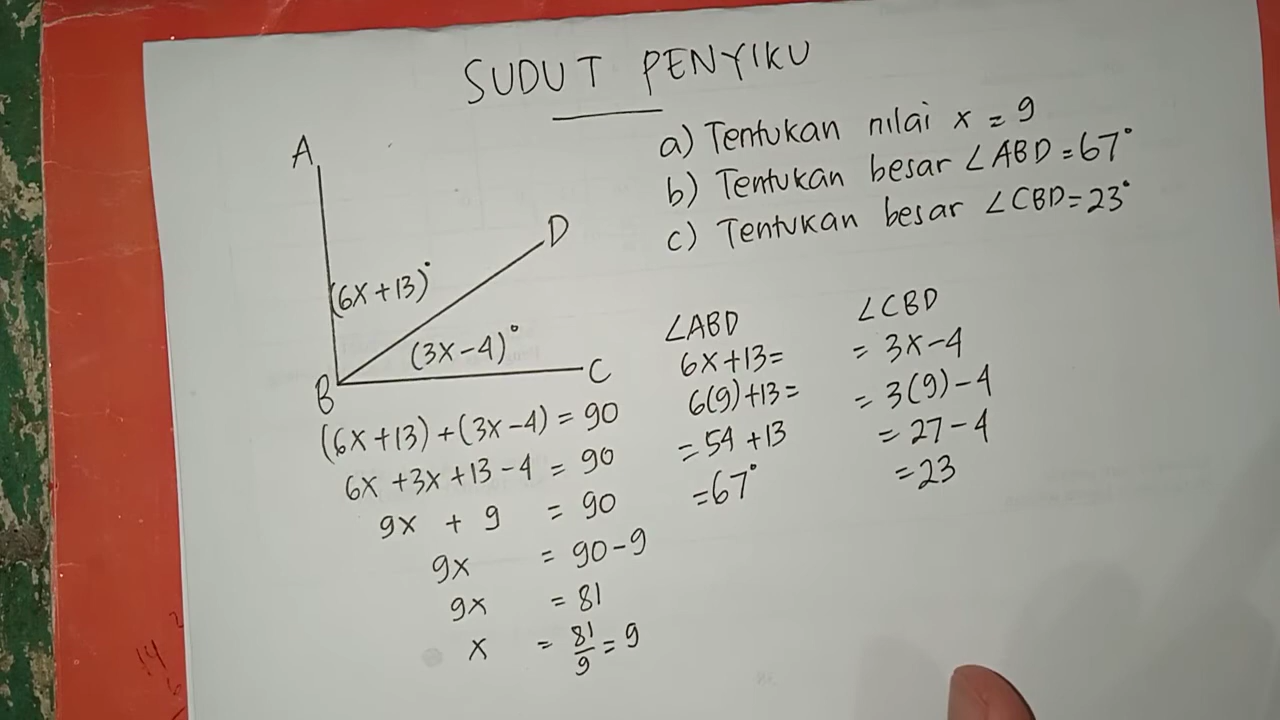 SUDUT PENYIKU
a) Tentukan nilai x = 9
b) Tentukan besar ∠ABD = 67°
c) Tentukan besar ∠CBD = 23°
A
D
(6x+13)°
(3x-4)°
B
C
(6x+13)+(3x-4) = 90
6x+3x+13-4 = 90
9x + 9 = 90
9x = 90-9
9x = 81
x = 81/9 = 9
∠ABD
6x+13=
6(9)+13=
=54+13
=67°
∠CBD
= 3x-4
= 3(9)-4
= 27-4
=23
14